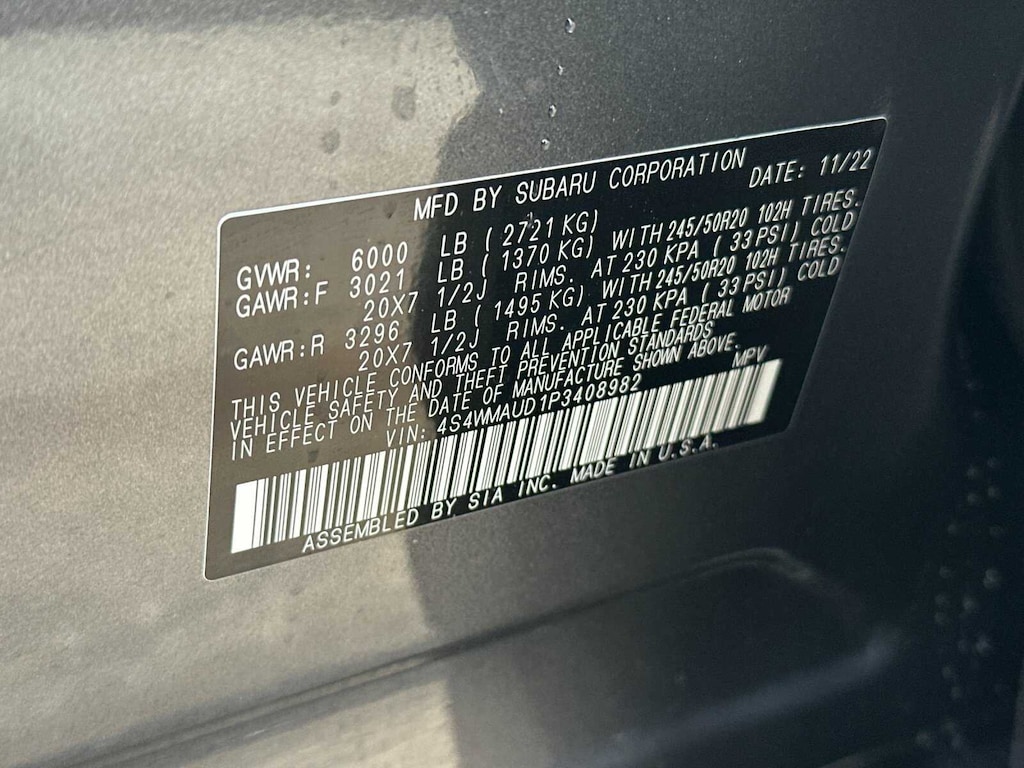 MFD BY SUBARU CORPORATION
DATE: 11/22
GVWR: 6000 LB ( 2721 KG)
GAWR:F 3021 LB ( 1370 KG) WITH 245/50R20 102H TIRES.
20X7 1/2J RIMS. AT 230 KPA ( 33 PSI) COLD
GAWR:R 3296 LB ( 1495 KG) WITH 245/50R20 102H TIRES.
20X7 1/2J RIMS. AT 230 KPA ( 33 PSI) COLD
THIS VEHICLE CONFORMS TO ALL APPLICABLE FEDERAL MOTOR
VEHICLE SAFETY AND THEFT PREVENTION STANDARDS
IN EFFECT ON THE DATE OF MANUFACTURE SHOWN ABOVE.
VIN: 4S4WMAUD1P3408982 MPV
ASSEMBLED BY SIA INC. MADE IN U.S.A.